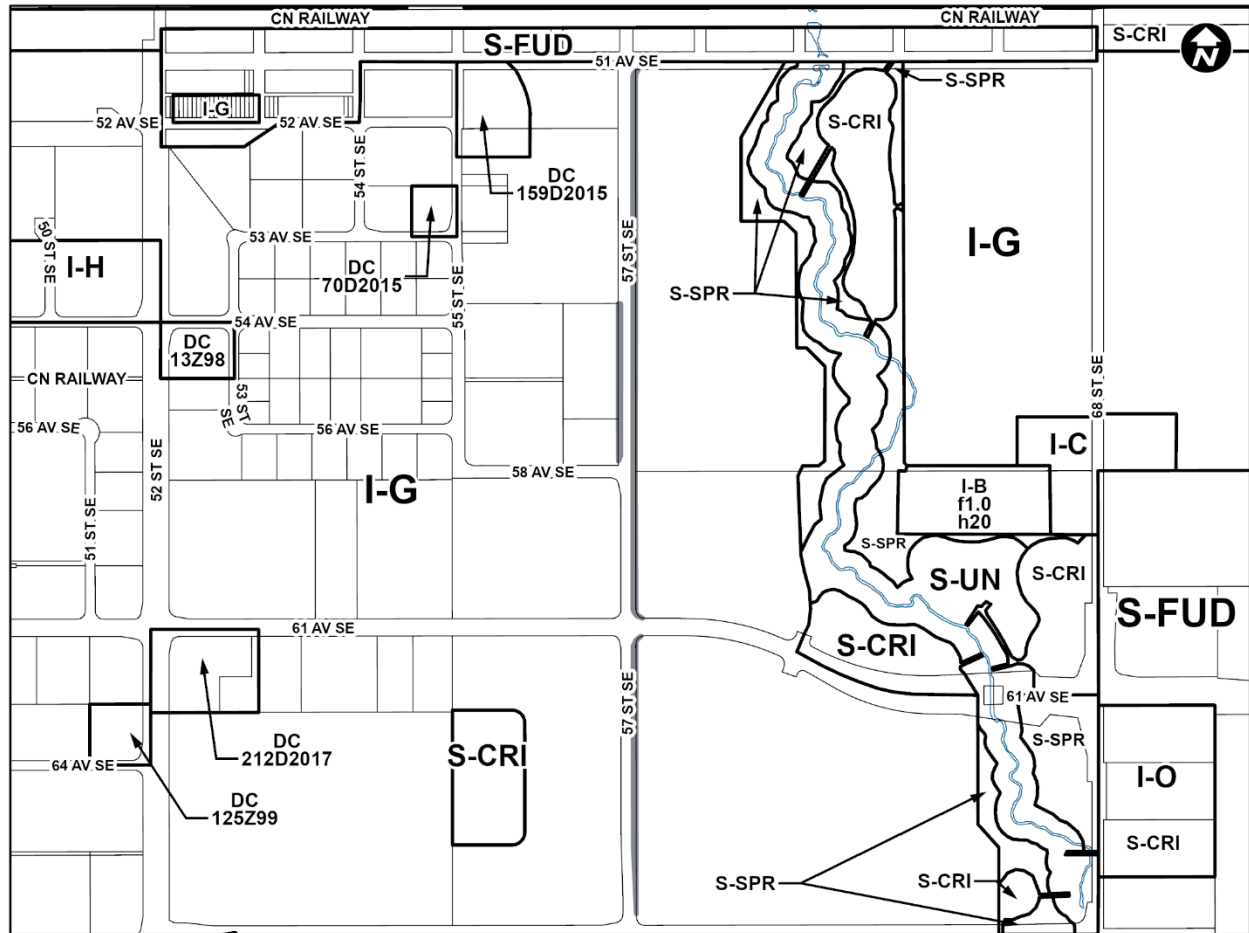 CN RAILWAY
CN RAILWAY
S-FUD
S-CRI
N
51 AV SE
S-SPR
I-G
52 AV SE
52 AV SE
S-CRI
54 ST SE
DC
159D2015
50 ST SE
53 AV SE
57 ST SE
I-G
I-H
DC
70D2015
55 ST SE
S-SPR
54 AV SE
DC
13Z98
CN RAILWAY
53 ST
SE
68 ST SE
56 AV SE
56 AV SE
I-C
52 ST SE
58 AV SE
I-G
I-B
f1.0
h20
51 ST SE
S-SPR
S-UN
S-CRI
S-FUD
61 AV SE
S-CRI
61 AV SE
57 ST SE
S-SPR
S-CRI
DC
212D2017
64 AV SE
I-O
DC
125Z99
S-CRI
S-SPR
S-CRI